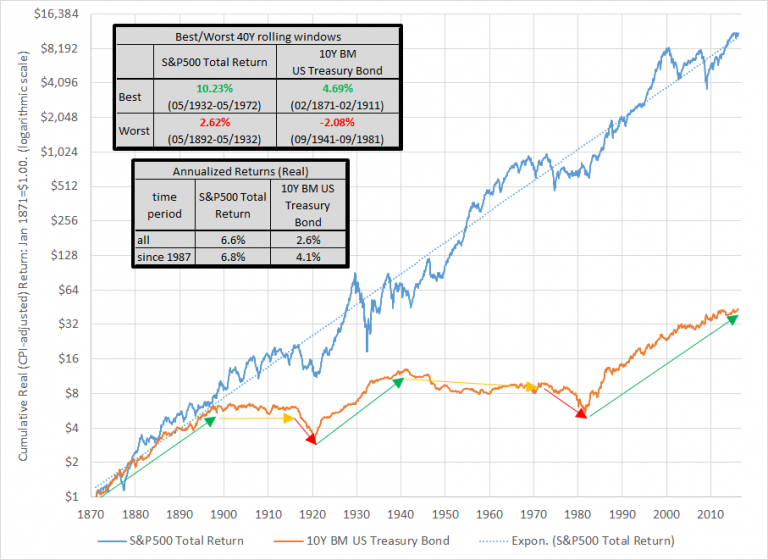 Cumulative Real (CPI-adjusted) Return: Jan 1871=$1.00. (logarithmic scale)
$16,384
$8,192
$4,096
$2,048
$1,024
$512
$256
$128
$64
$32
$16
$8
$4
$2
$1
Best/Worst 40Y rolling windows
S&P500 Total Return
10Y BM
US Treasury Bond
Best
10.23%
(05/1932-05/1972)
4.69%
(02/1871-02/1911)
Worst
2.62%
(05/1892-05/1932)
-2.08%
(09/1941-09/1981)
Annualized Returns (Real)
time
period
S&P500 Total
Return
10Y BM US
Treasury
Bond
all 6.6% 2.6%
since 1987 6.8% 4.1%
1870 1880 1890 1900 1910 1920 1930 1940 1950 1960 1970 1980 1990 2000 2010
S&P500 Total Return 10Y BM US Treasury Bond Expon. (S&P500 Total Return)